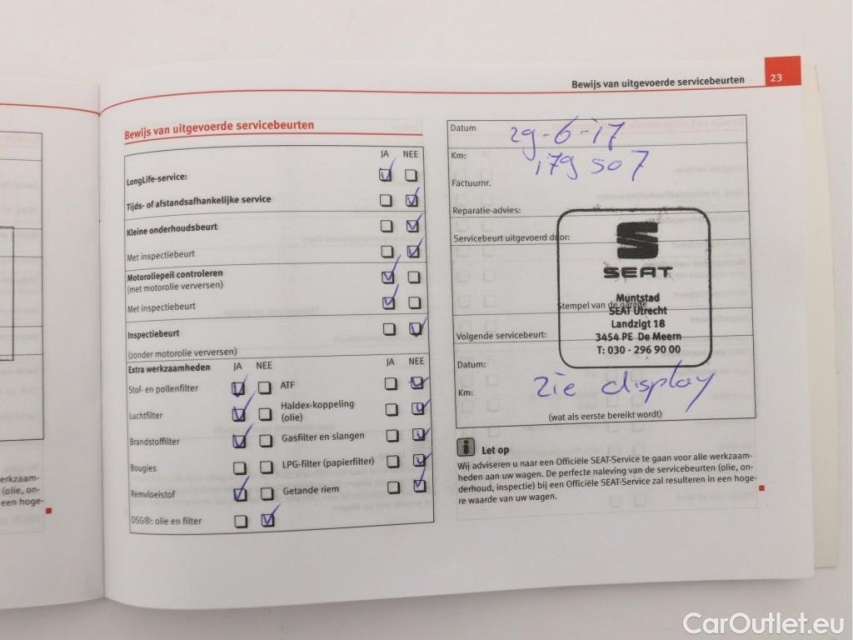 Bewijs van uitgevoerde servicebeurten
23
Bewijs van uitgevoerde servicebeurten
JA NEE
LongLife-service:
Tijds- of afstandsafhankelijke service
Kleine onderhoudsbeurt
Met inspectiebeurt
Motoroliepeil controleren
(met motorolie verversen)
Met inspectiebeurt
Inspectiebeurt
(zonder motorolie verversen)
Extra werkzaamheden JA NEE JA NEE
Stof- en pollenfilter
ATF
Luchtfilter
Haldex-koppeling
(olie)
Brandstoffilter
Gasfilter en slangen
Bougies
LPG-filter (papierfilter)
Remvloeistof
Getande riem
DSG®: olie en filter
Datum 29-6-17
Km: 179 507
Factuurnr.
Reparatie-advies:
Servicebeurt uitgevoerd door:
SEAT
Stempel van de
Muntstad
SEAT Utrecht
Landzigt 18
3454 PE De Meern
T: 030 - 296 90 00
Volgende servicebeurt:
Datum:
Km: zie display
(wat als eerste bereikt wordt)
i Let op
Wij adviseren u naar een Officiële SEAT-Service te gaan voor alle werkzaam-
heden aan uw wagen. De perfecte naleving van de servicebeurten (olie, on-
derhoud, inspectie) bij een Officiële SEAT-Service zal resulteren in een hoge-
re waarde van uw wagen.
erkzaam-
(olie, on-
een hoge-
CarOutlet.eu